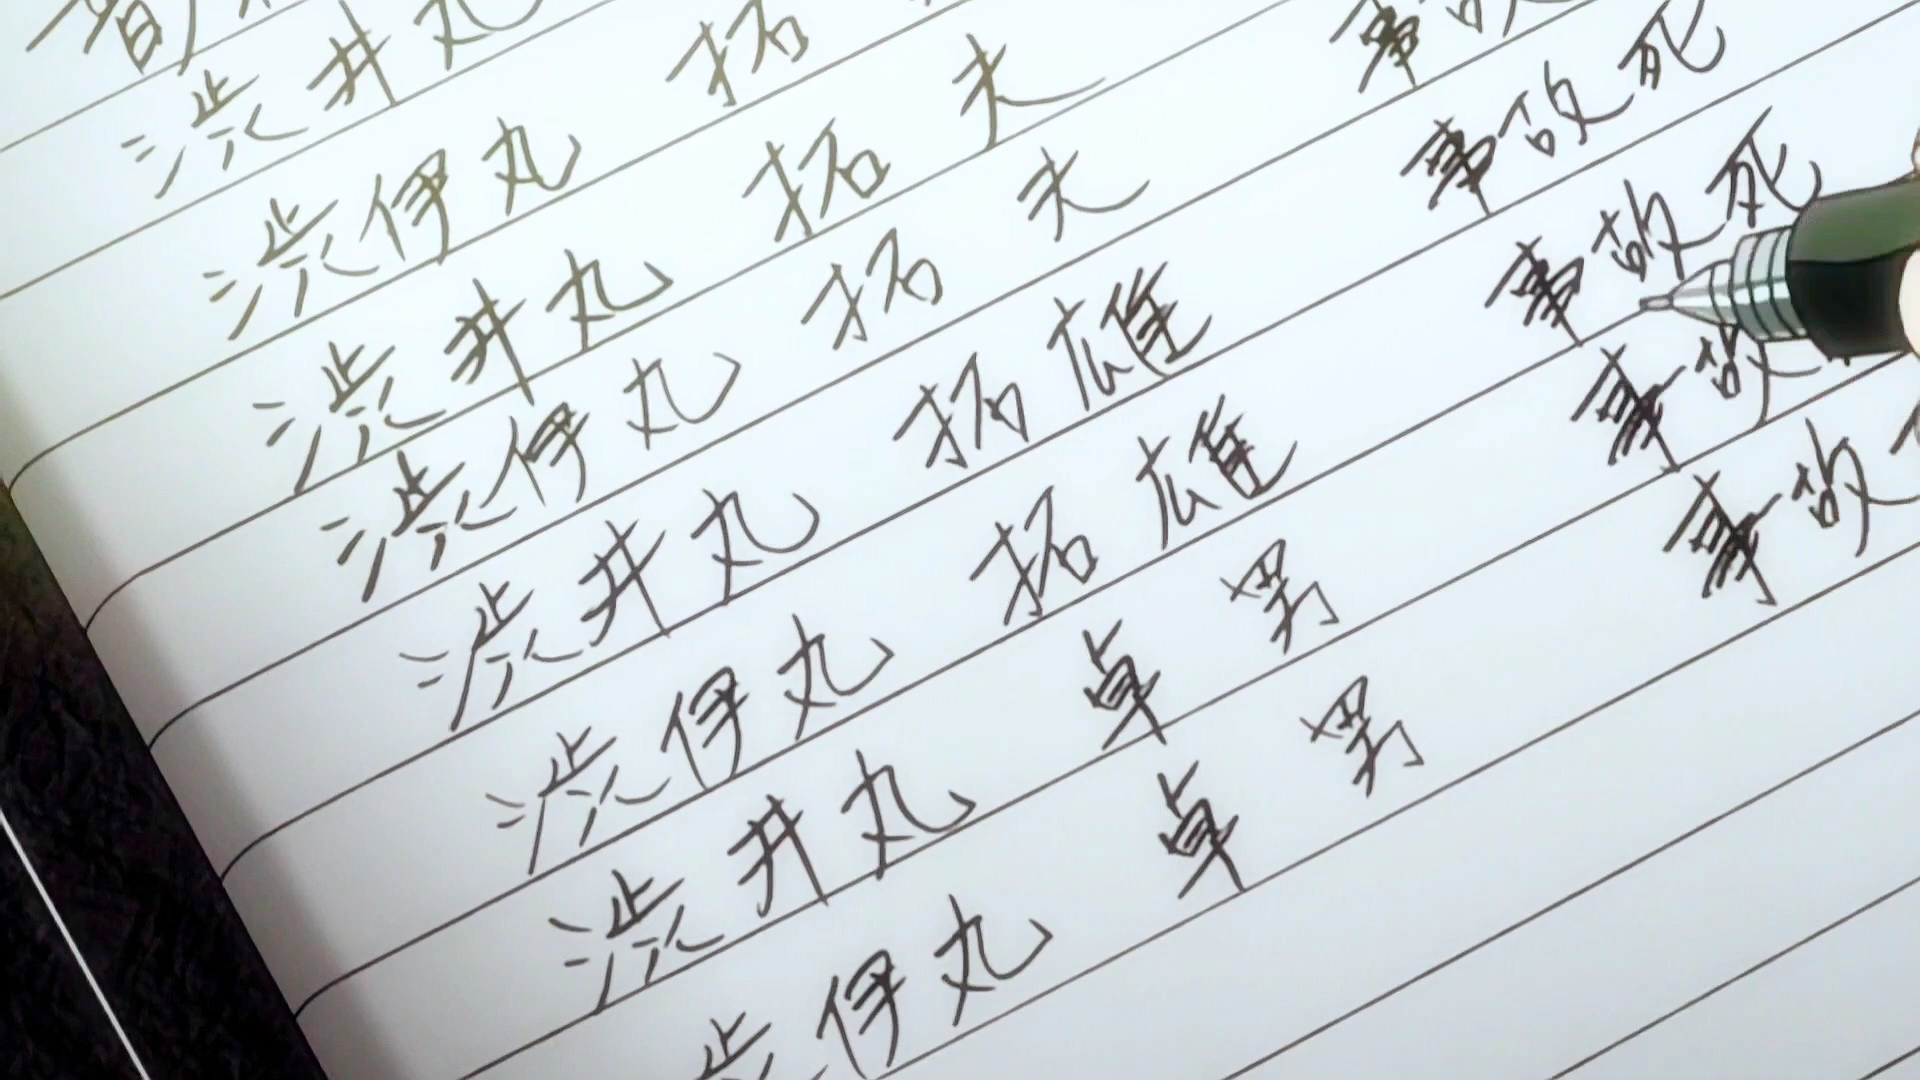 渋井丸
渋伊丸 拓
渋井丸 拓夫
渋伊丸 拓夫 事故
渋井丸 拓雄 事故死
渋伊丸 拓雄 事故死
渋井丸 卓男 事故
渋伊丸 卓男 事故